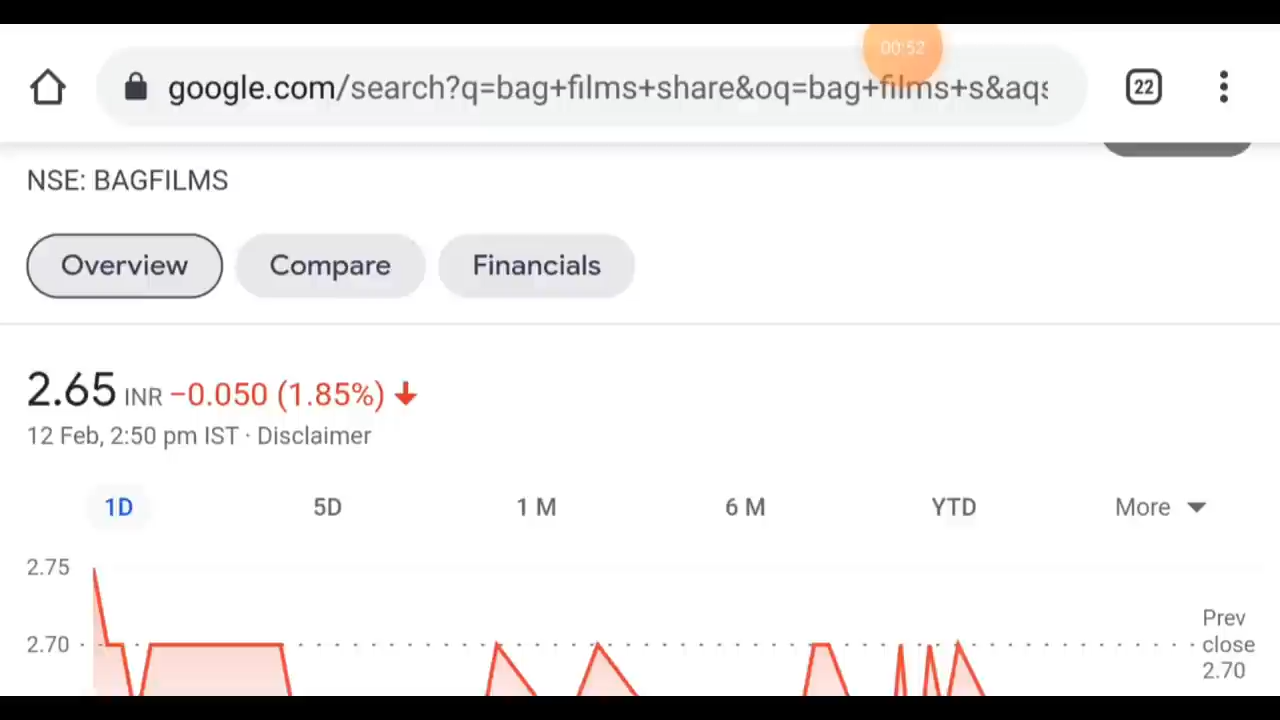 00:52
google.com/search?q=bag+films+share&oq=bag+films+s&aqs
22
NSE: BAGFILMS
Overview Compare Financials
2.65 INR −0.050 (1.85%)
12 Feb, 2:50 pm IST · Disclaimer
1D 5D 1 M 6 M YTD More
2.75
2.70
Prev
close
2.70